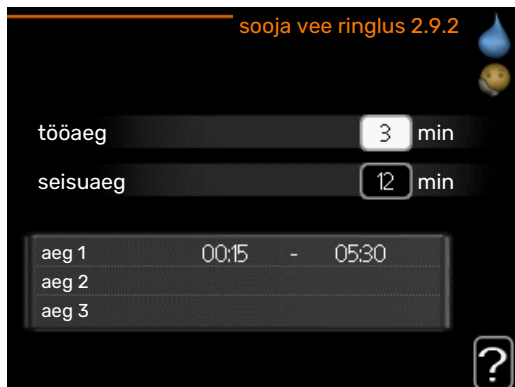 sooja vee ringlus 2.9.2
tööaeg 3 min
seisuaeg 12 min
aeg 1 00:15 - 05:30
aeg 2
aeg 3
?